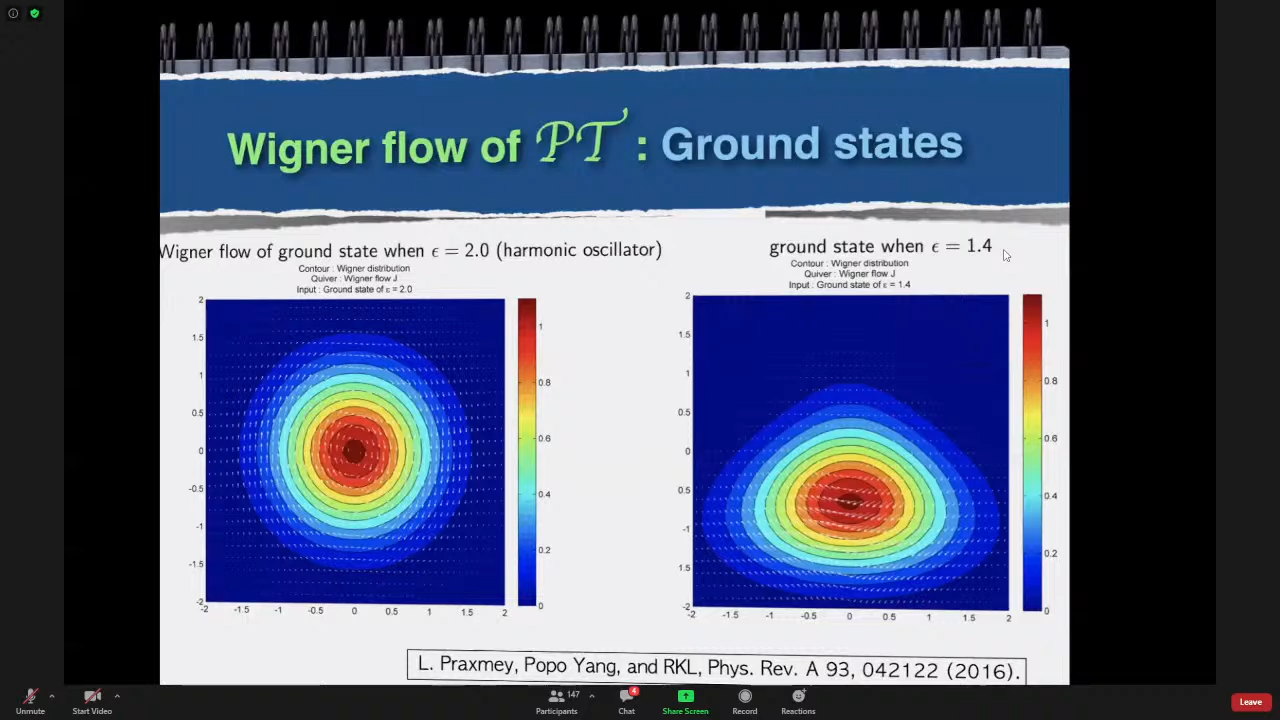 Wigner flow of PT : Ground states
Wigner flow of ground state when ϵ = 2.0 (harmonic oscillator)
Contour : Wigner distribution
Quiver : Wigner flow J
Input : Ground state of ε = 2.0
2
1.5
1
0.5
0
-0.5
-1
-1.5
-2
-2 -1.5 -1 -0.5 0 0.5 1 1.5 2
1
0.8
0.6
0.4
0.2
0
ground state when ϵ = 1.4
Contour : Wigner distribution
Quiver : Wigner flow J
Input : Ground state of ε = 1.4
2
1.5
1
0.5
0
0.5
-1
1.5
-2
-2 -1.5 -1 -0.5 0 0.5 1 1.5 2
1
0.8
0.6
0.4
0.2
0
L. Praxmey, Popo Yang, and RKL, Phys. Rev. A 93, 042122 (2016).
Unmute
Start Video
147
Participants
4
Chat
Share Screen
Record
Reactions
Leave